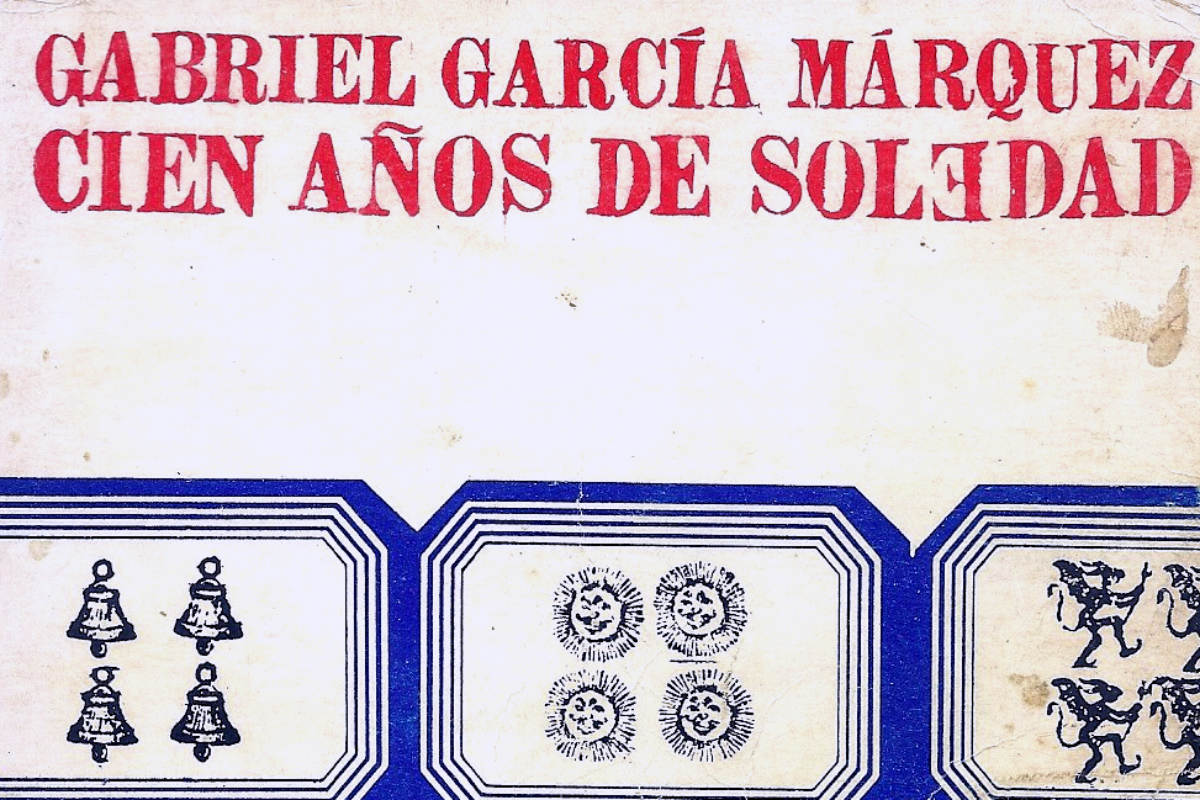 GABRIEL GARCÍA MÁRQUEZ
CIEN AÑOS DE SOLƎDAD